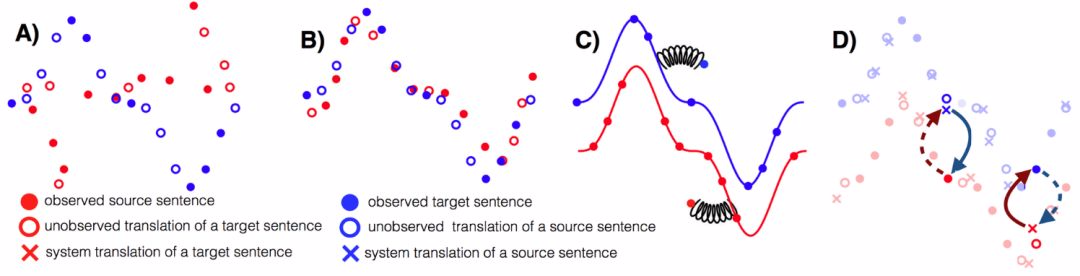 A)
B)
C)
D)
observed source sentence
unobserved translation of a target sentence
system translation of a target sentence
observed target sentence
unobserved translation of a source sentence
system translation of a source sentence